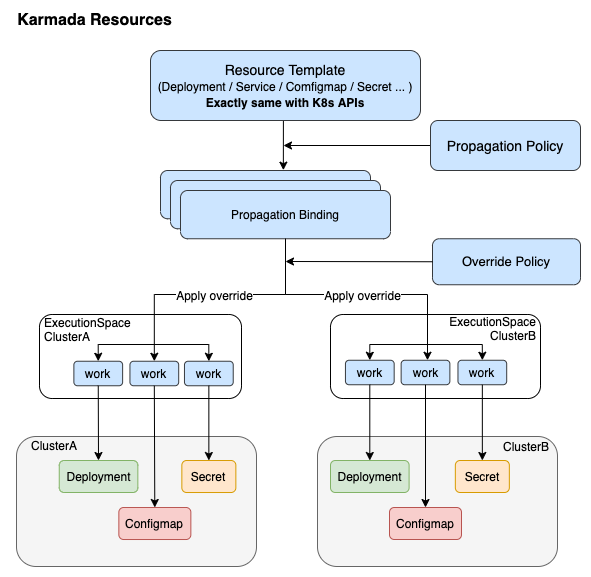 Karmada Resources
Resource Template
(Deployment / Service / Comfigmap / Secret ... )
Exactly same with K8s APIs
Propagation Policy
Propagation Binding
Override Policy
Apply override
Apply override
ExecutionSpace
ClusterA
ExecutionSpace
ClusterB
work
work
work
work
work
work
ClusterA
ClusterB
Deployment
Secret
Deployment
Secret
Configmap
Configmap